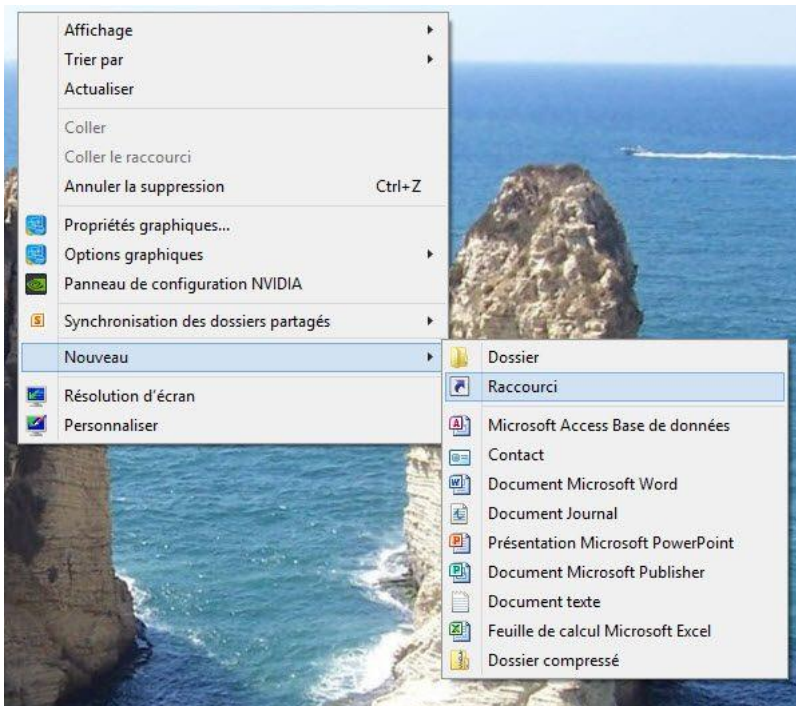 Affichage
Trier par
Actualiser
Coller
Coller le raccourci
Annuler la suppression Ctrl+Z
Propriétés graphiques...
Options graphiques
Panneau de configuration NVIDIA
Synchronisation des dossiers partagés
Nouveau
Résolution d'écran
Personnaliser
Dossier
Raccourci
Microsoft Access Base de données
Contact
Document Microsoft Word
Document Journal
Présentation Microsoft PowerPoint
Document Microsoft Publisher
Document texte
Feuille de calcul Microsoft Excel
Dossier compressé